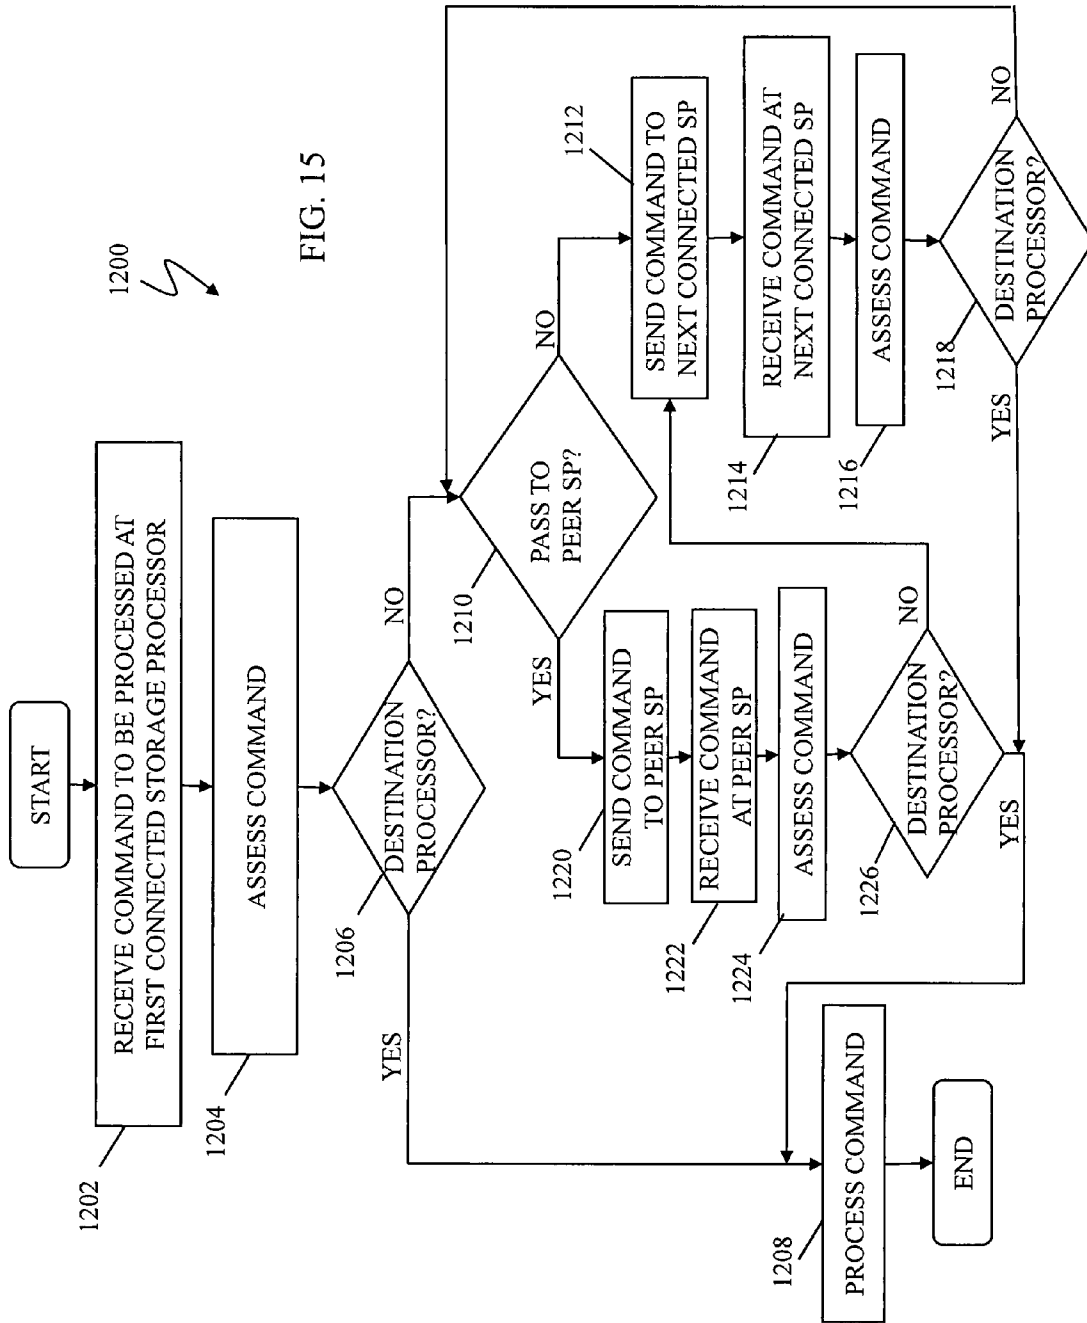 FIG. 15
1200
START
1202
RECEIVE COMMAND TO BE PROCESSED AT
FIRST CONNECTED STORAGE PROCESSOR
1204
ASSESS COMMAND
1206
DESTINATION
PROCESSOR?
YES
NO
1210
PASS TO
PEER SP?
YES
NO
1220
SEND COMMAND
TO PEER SP
1222
RECEIVE COMMAND
AT PEER SP
1224
ASSESS COMMAND
1226
DESTINATION
PROCESSOR?
YES
NO
1212
SEND COMMAND TO
NEXT CONNECTED SP
1214
RECEIVE COMMAND AT
NEXT CONNECTED SP
1216
ASSESS COMMAND
1218
DESTINATION
PROCESSOR?
YES
NO
1208
PROCESS COMMAND
END